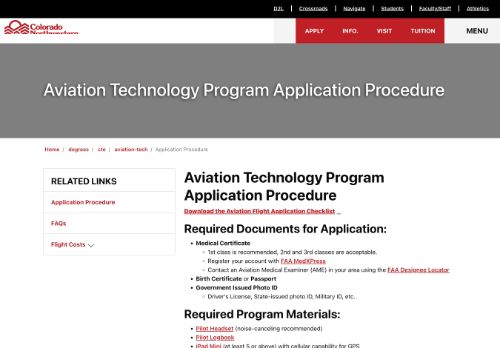 D2L
Crossroads
Navigate
Students
Faculty/Staff
Athletics
Colorado
Northwestern
APPLY
INFO.
VISIT
TUITION
MENU
Aviation Technology Program Application Procedure
Home / degrees / cte / aviation-tech / Application Procedure
RELATED LINKS
Application Procedure
FAQs
Flight Costs
Aviation Technology Program
Application Procedure
Download the Aviation Flight Application Checklist
Required Documents for Application:
Medical Certificate
1st class is recommended, 2nd and 3rd classes are acceptable.
Register your account with FAA MedXPress
Contact an Aviation Medical Examiner (AME) in your area using the FAA Designee Locator
Birth Certificate or Passport
Government Issued Photo ID
Driver's License, State-issued photo ID, Military ID, etc.
Required Program Materials:
Pilot Headset (noise-canceling recommended)
Pilot Logbook
iPad Mini (at least 5 or above) with cellular capability for GPS